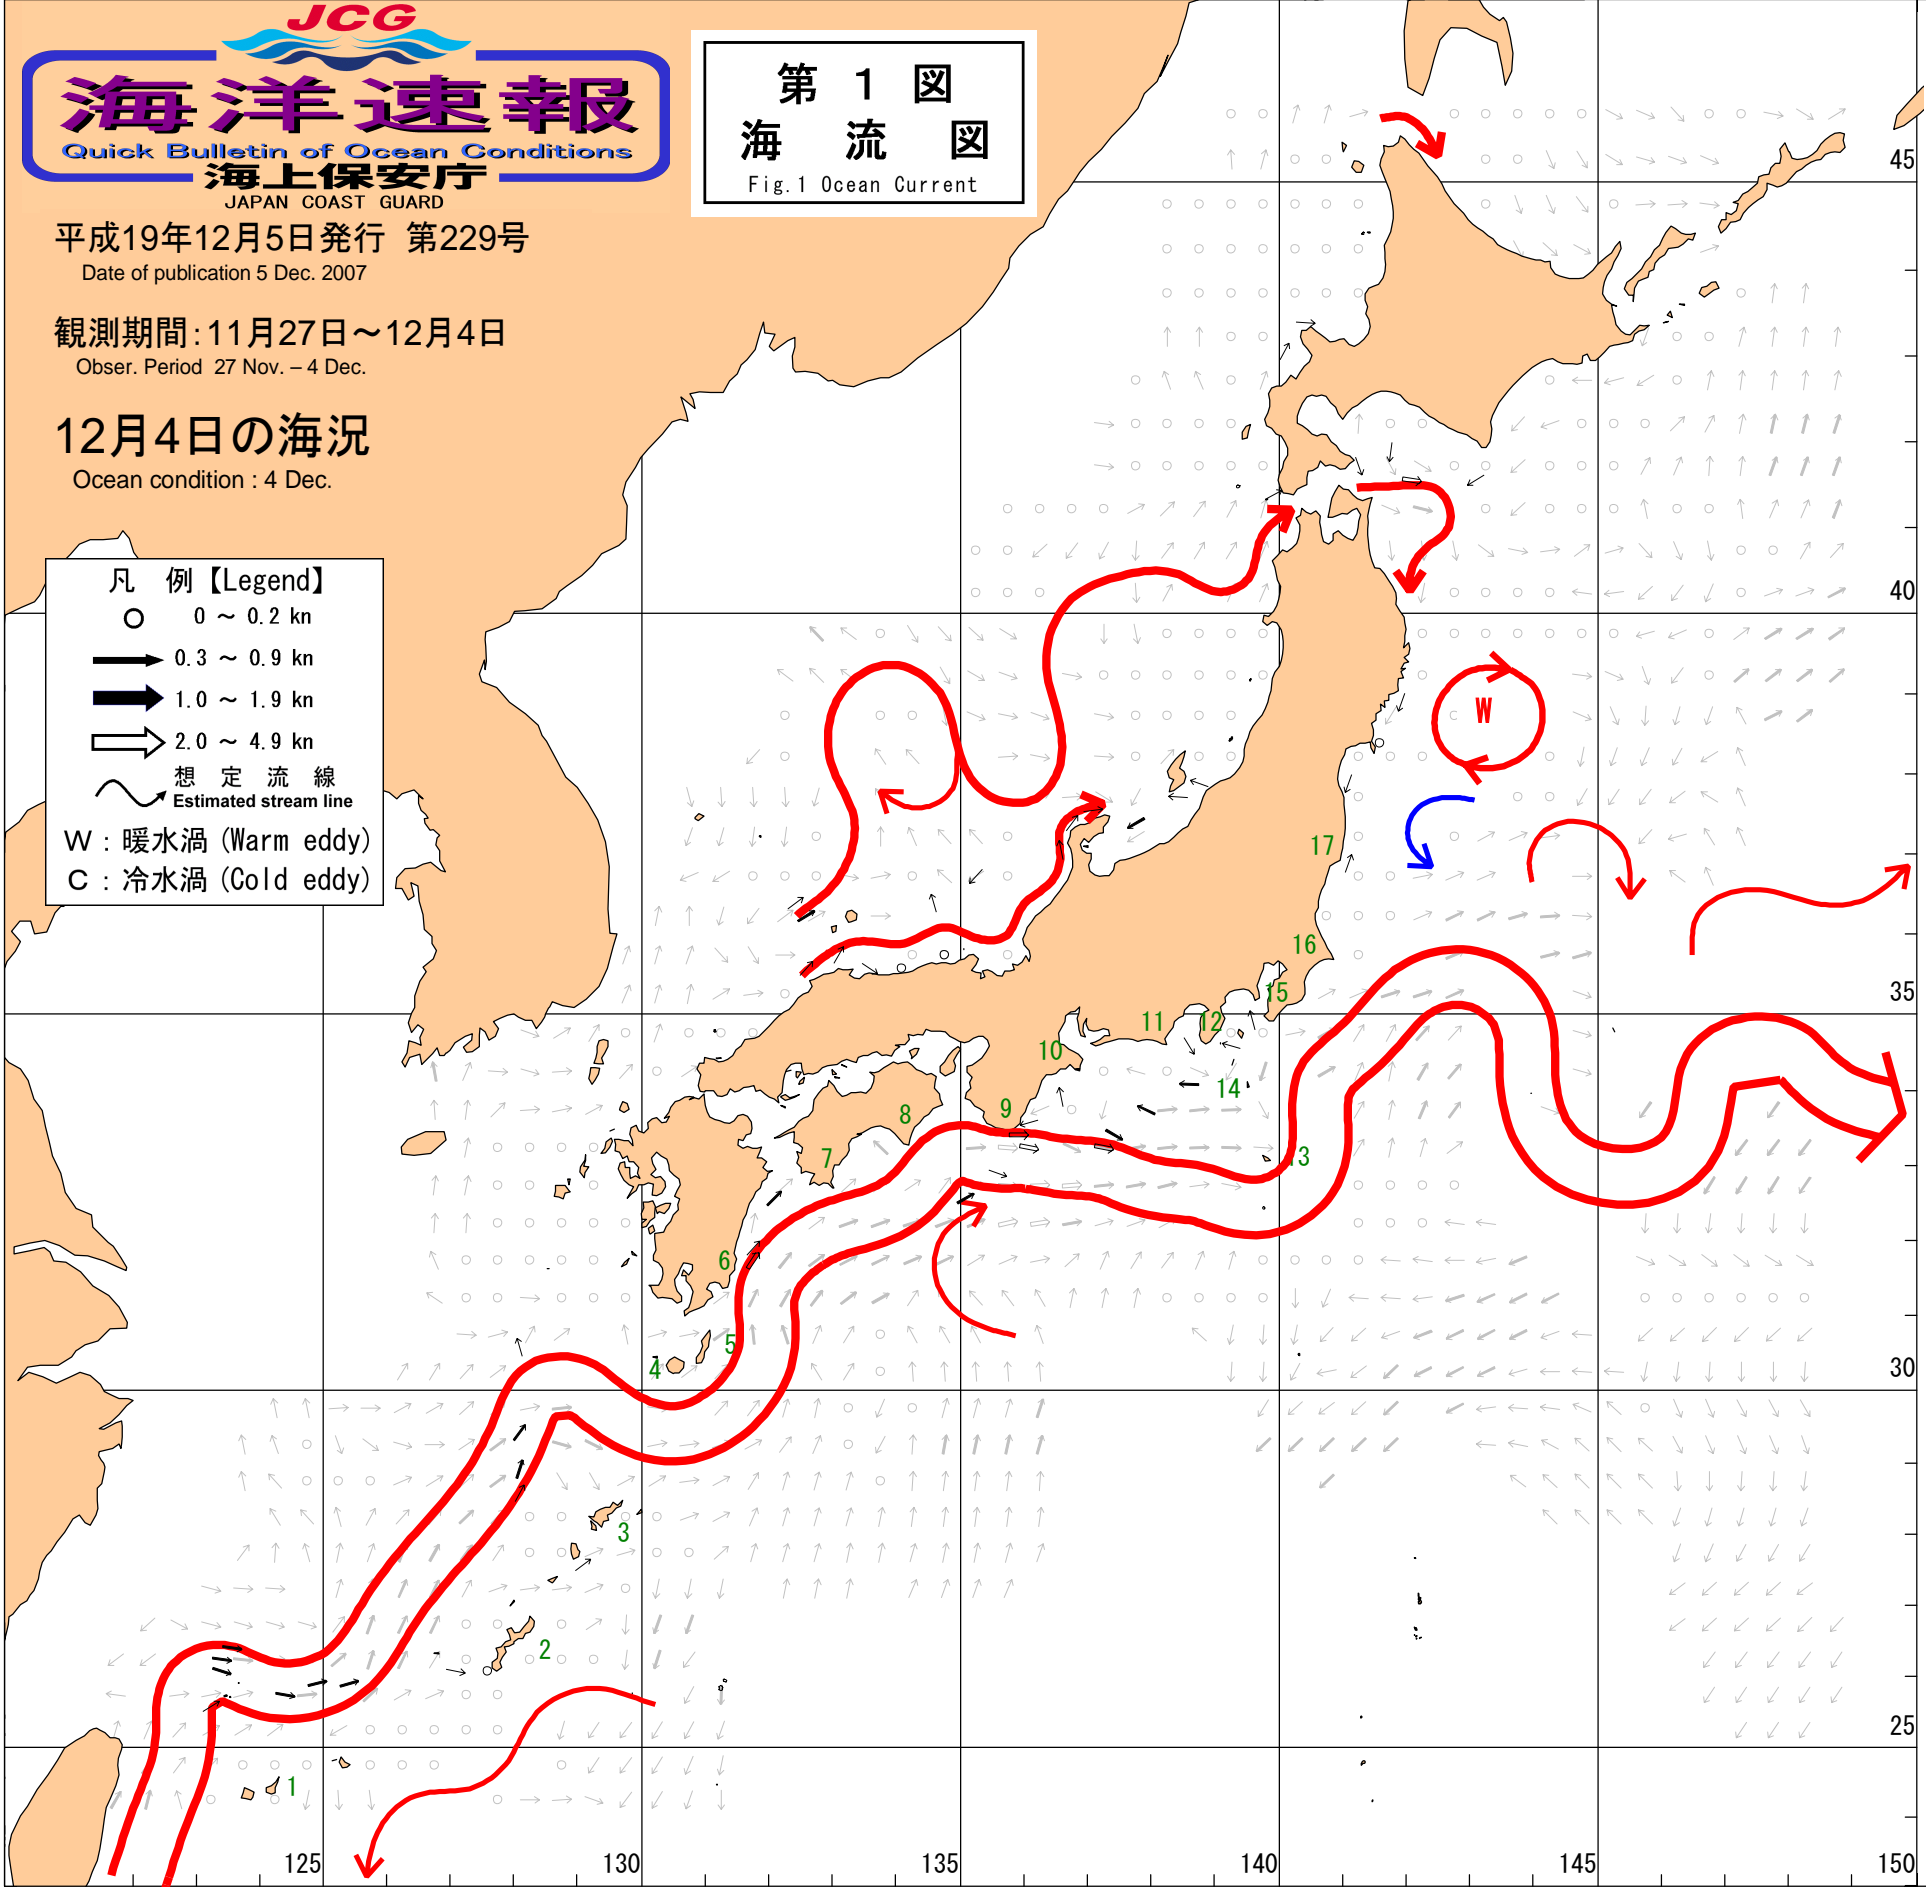 JCG
海洋速報
Quick Bulletin of Ocean Conditions
海上保安庁
JAPAN COAST GUARD
平成19年12月5日発行 第229号
Date of publication 5 Dec. 2007
観測期間:11月27日～12月4日
Obser. Period 27 Nov. – 4 Dec.
12月4日の海況
Ocean condition : 4 Dec.
第 1 図
海 流 図
Fig.1 Ocean Current
凡 例【Legend】
0 ～ 0.2 kn
0.3 ～ 0.9 kn
1.0 ～ 1.9 kn
2.0 ～ 4.9 kn
想 定 流 線
Estimated stream line
W : 暖水渦 (Warm eddy)
C : 冷水渦 (Cold eddy)
45
40
W
17
16
15
35
11
12
10
14
9
8
13
7
6
5
4
30
3
2
25
1
125
130
135
140
145
150